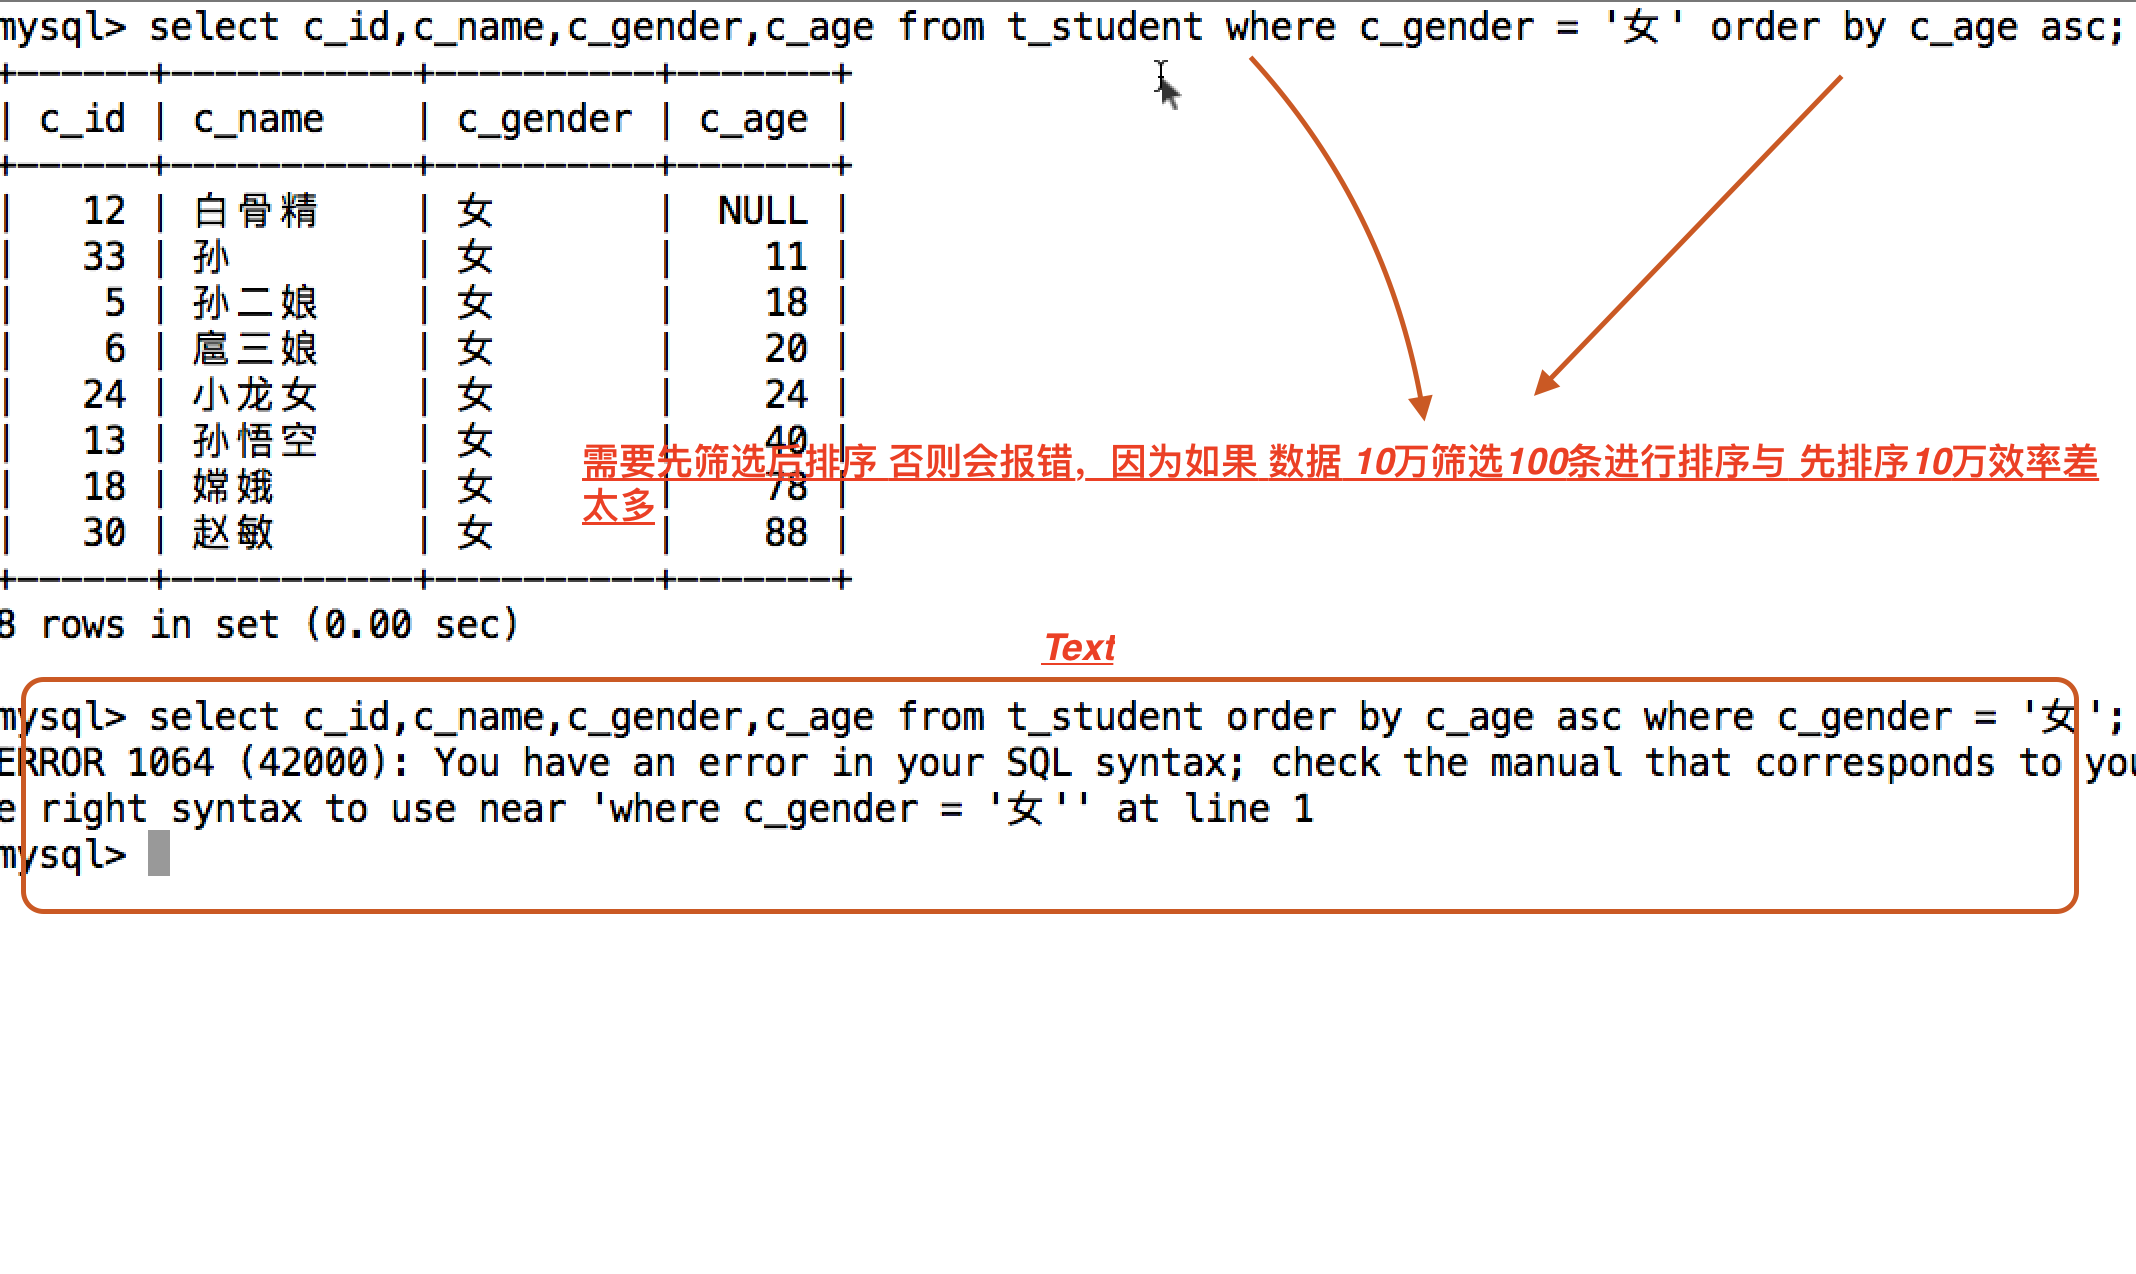 mysql> select c_id,c_name,c_gender,c_age from t_student where c_gender = '女' order by c_age asc;
+------+-----------+----------+-------+
| c_id | c_name | c_gender | c_age |
+------+-----------+----------+-------+
| 12 | 白骨精 | 女 | NULL |
| 33 | 孙 | 女 | 11 |
| 5 | 孙二娘 | 女 | 18 |
| 6 | 扈三娘 | 女 | 20 |
| 24 | 小龙女 | 女 | 24 |
| 13 | 孙悟空 | 女 | 40 |
需要先筛选后排序 否则会报错，因为如果 数据 10万筛选100条进行排序与 先排序10万效率差
太多
| 18 | 嫦娥 | 女 | 78 |
| 30 | 赵敏 | 女 | 88 |
+------+-----------+----------+-------+
8 rows in set (0.00 sec)
Text
mysql> select c_id,c_name,c_gender,c_age from t_student order by c_age asc where c_gender = '女';
ERROR 1064 (42000): You have an error in your SQL syntax; check the manual that corresponds to you
e right syntax to use near 'where c_gender = '女'' at line 1
mysql>